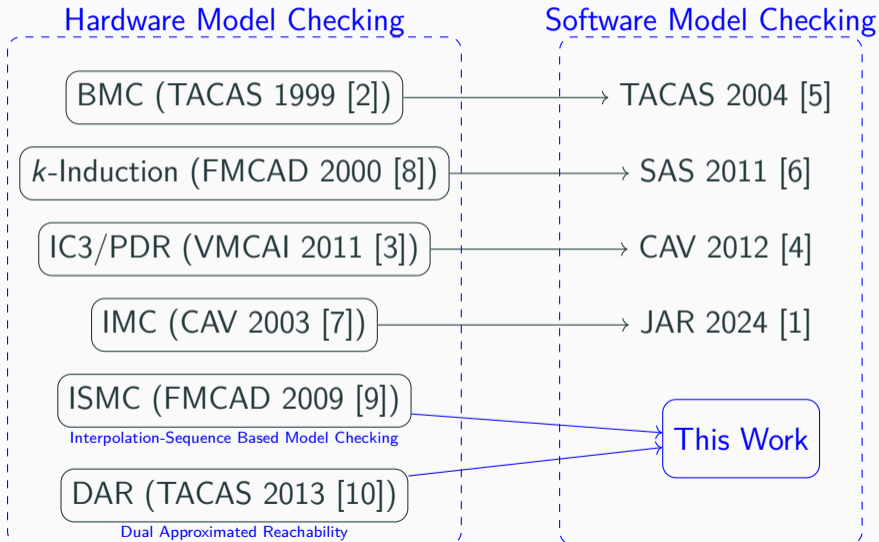 Hardware Model Checking Software Model Checking
BMC (TACAS 1999 [2]) TACAS 2004 [5]
k-Induction (FMCAD 2000 [8]) SAS 2011 [6]
IC3/PDR (VMCAI 2011 [3]) CAV 2012 [4]
IMC (CAV 2003 [7]) JAR 2024 [1]
ISMC (FMCAD 2009 [9])
Interpolation-Sequence Based Model Checking
This Work
DAR (TACAS 2013 [10])
Dual Approximated Reachability